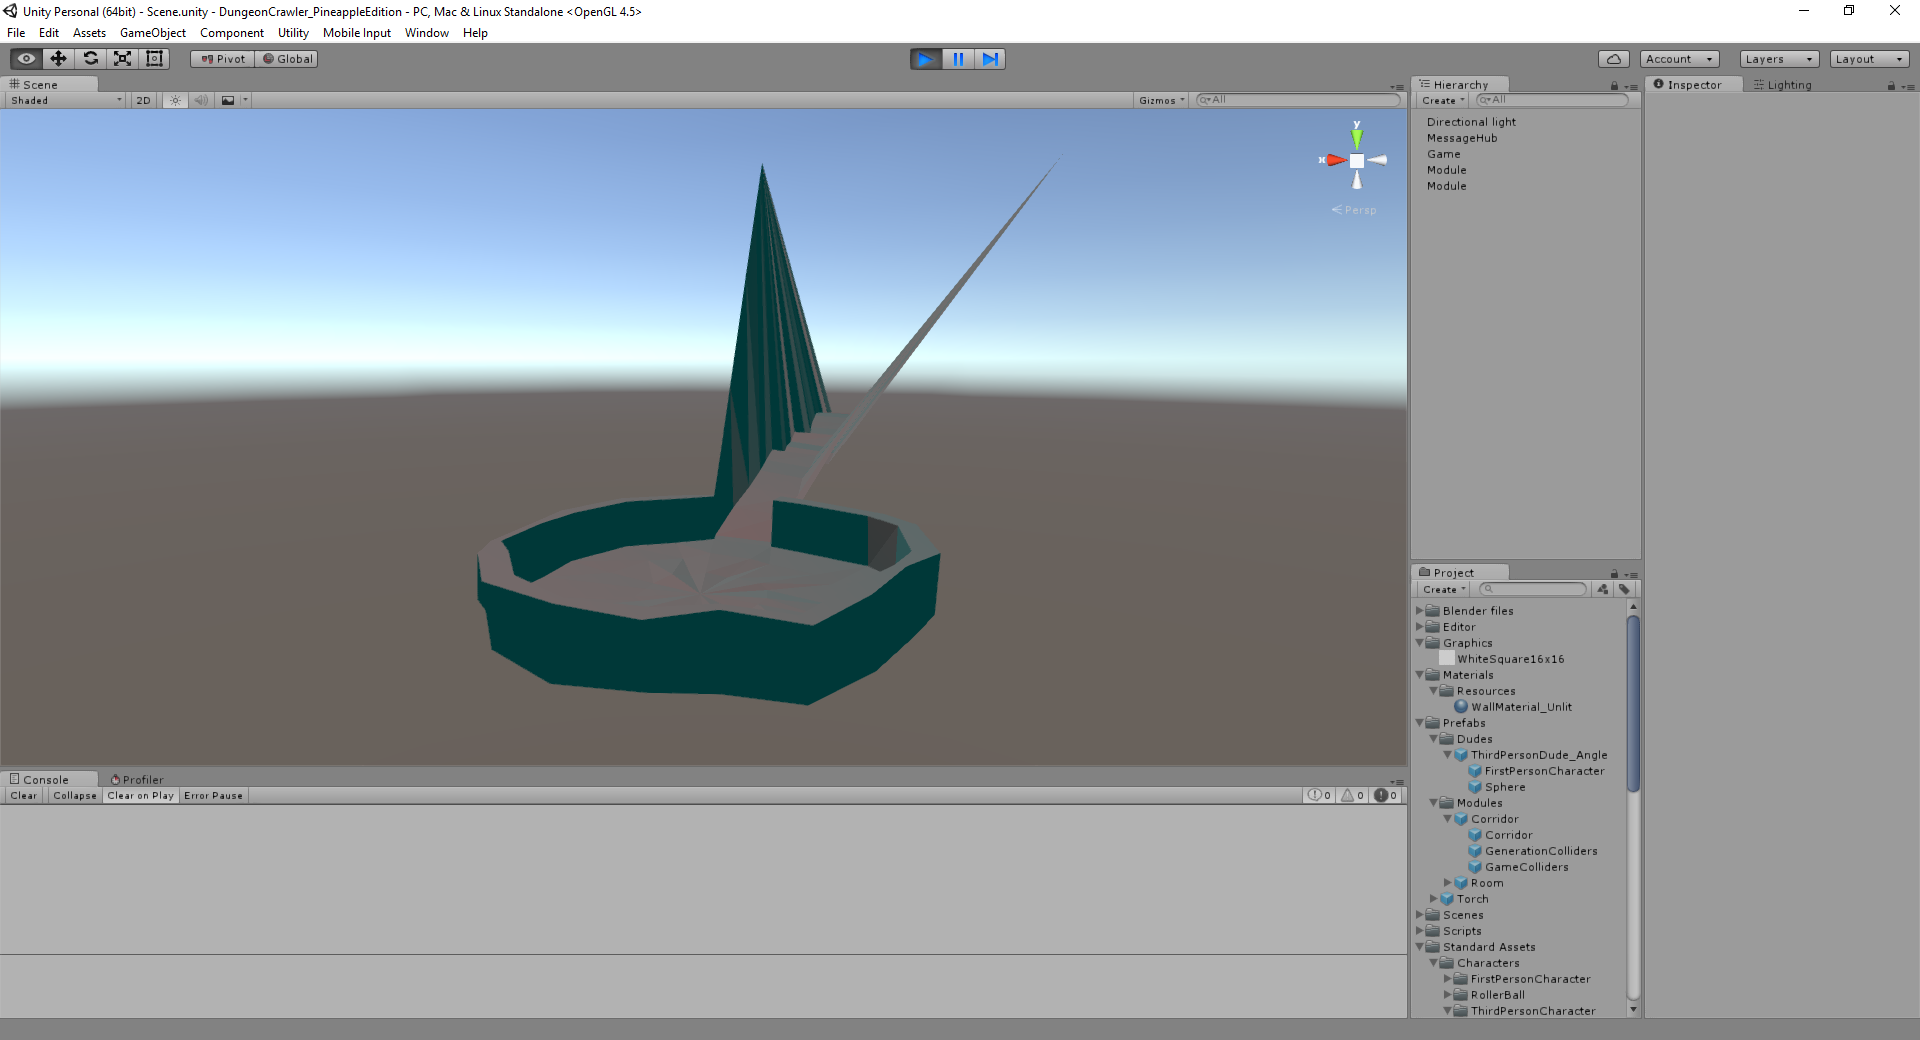 Unity Personal (64bit) - Scene.unity - DungeonCrawler_PineappleEdition - PC, Mac & Linux Standalone <OpenGL 4.5>
File Edit Assets GameObject Component Utility Mobile Input Window Help
Pivot Global Account Layers Layout
Scene
Shaded 2D Gizmos All
y
x
Persp
Hierarchy
Create All
Directional light
MessageHub
Game
Module
Module
Inspector Lighting
Project
Create
Blender files
Editor
Graphics
WhiteSquare16x16
Materials
Resources
WallMaterial_Unlit
Prefabs
Dudes
ThirdPersonDude_Angle
FirstPersonCharacter
Sphere
Modules
Corridor
Corridor
GenerationColliders
GameColliders
Room
Torch
Scenes
Scripts
Standard Assets
Characters
FirstPersonCharacter
RollerBall
ThirdPersonCharacter
Console Profiler
Clear Collapse Clear on Play Error Pause 0 0 0